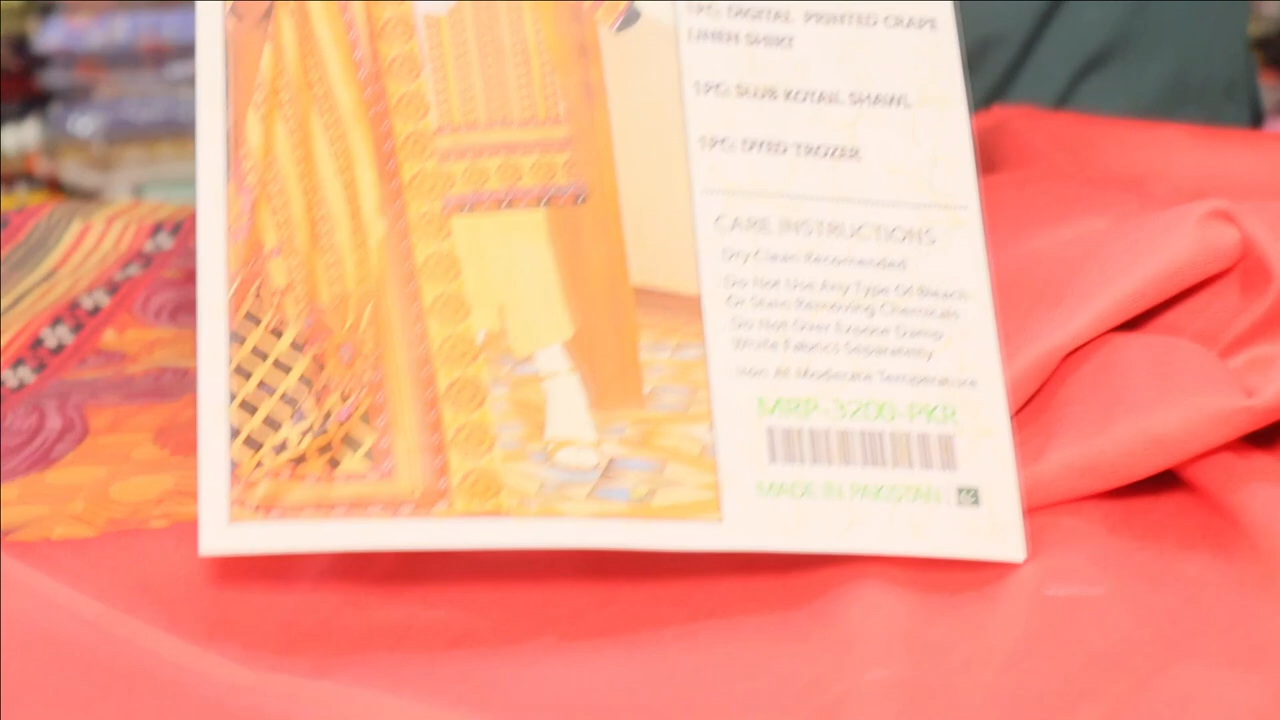 1PC: DIGITAL PRINTED CRAPE
LINEN SHIRT
1PC: SLUB KOTAIL SHAWL
1PC: DYED TROZER
CARE INSTRUCTIONS
Dry Clean Recomended
Do Not Use Any Type Of Bleach
Or Stain Removing Chemicals
Do Not Over Expose Damp
Wash Fabrics Separately
Iron At Moderate Temperature
MRP-3200-PKR
MADE IN PAKISTAN